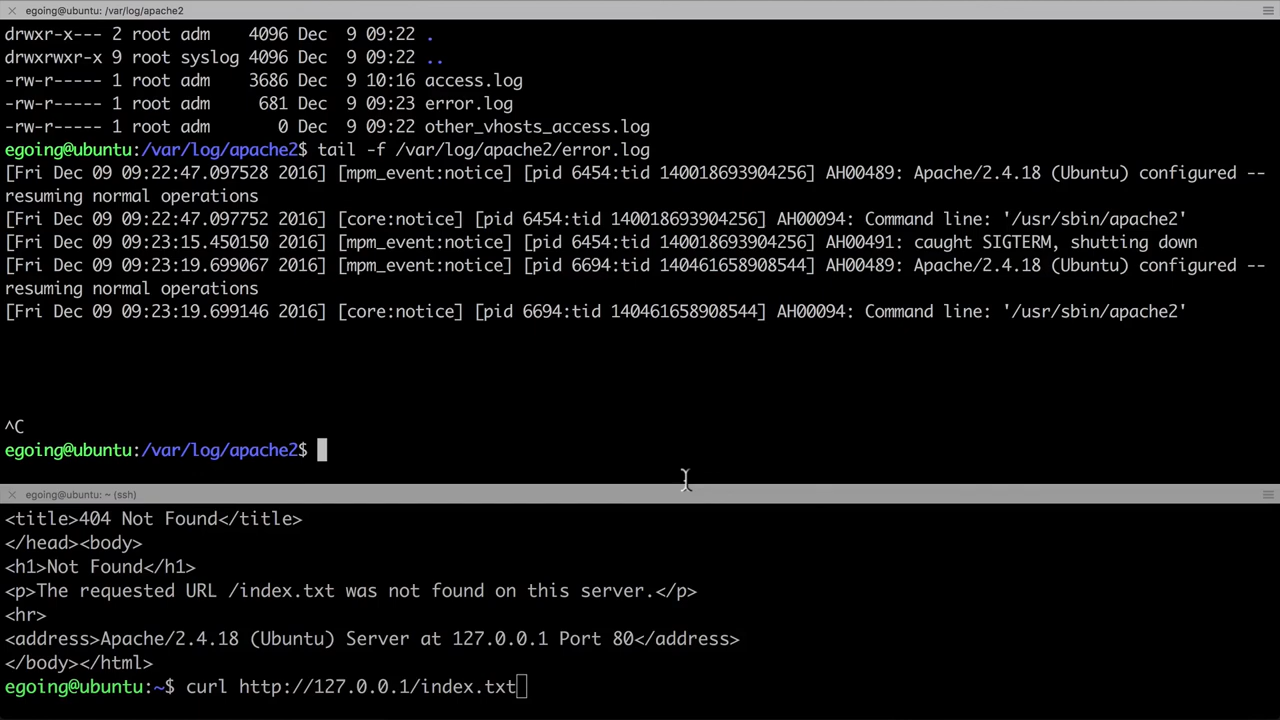 egoing@ubuntu: /var/log/apache2
drwxr-x--- 2 root adm    4096 Dec  9 09:22 .
drwxrwxr-x 9 root syslog 4096 Dec  9 09:22 ..
-rw-r----- 1 root adm    3686 Dec  9 10:16 access.log
-rw-r----- 1 root adm     681 Dec  9 09:23 error.log
-rw-r----- 1 root adm       0 Dec  9 09:22 other_vhosts_access.log
egoing@ubuntu:/var/log/apache2$ tail -f /var/log/apache2/error.log
[Fri Dec 09 09:22:47.097528 2016] [mpm_event:notice] [pid 6454:tid 140018693904256] AH00489: Apache/2.4.18 (Ubuntu) configured --
resuming normal operations
[Fri Dec 09 09:22:47.097752 2016] [core:notice] [pid 6454:tid 140018693904256] AH00094: Command line: '/usr/sbin/apache2'
[Fri Dec 09 09:23:15.450150 2016] [mpm_event:notice] [pid 6454:tid 140018693904256] AH00491: caught SIGTERM, shutting down
[Fri Dec 09 09:23:19.699067 2016] [mpm_event:notice] [pid 6694:tid 140461658908544] AH00489: Apache/2.4.18 (Ubuntu) configured --
resuming normal operations
[Fri Dec 09 09:23:19.699146 2016] [core:notice] [pid 6694:tid 140461658908544] AH00094: Command line: '/usr/sbin/apache2'
^C
egoing@ubuntu:/var/log/apache2$
egoing@ubuntu: ~ (ssh)
<title>404 Not Found</title>
</head><body>
<h1>Not Found</h1>
<p>The requested URL /index.txt was not found on this server.</p>
<hr>
<address>Apache/2.4.18 (Ubuntu) Server at 127.0.0.1 Port 80</address>
</body></html>
egoing@ubuntu:~$ curl http://127.0.0.1/index.txt